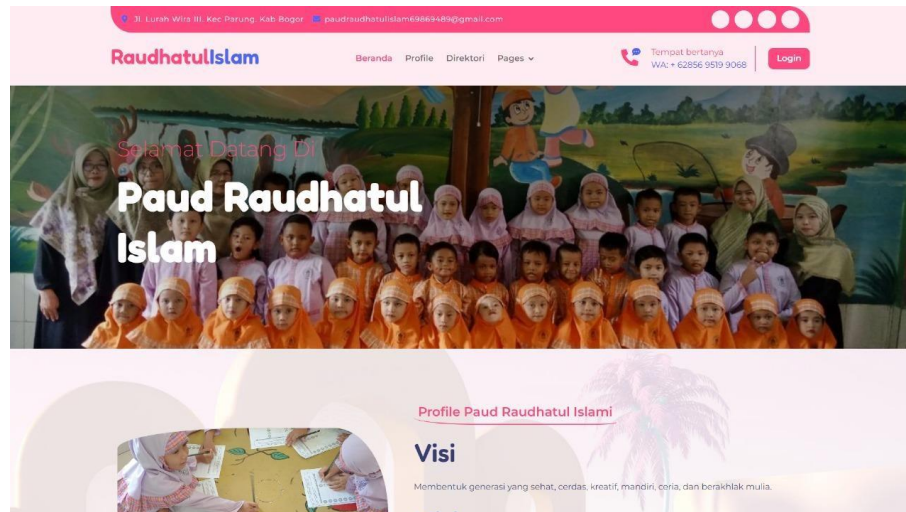 Jl. Lurah Wira III. Kec Parung. Kab Bogor paudraudhatulislam69869489@gmail.com
RaudhatulIslam
Beranda Profile Direktori Pages
Tempat bertanya
WA: + 62856 9519 9068
Login
Selamat Datang Di
Paud Raudhatul
Islam
Profile Paud Raudhatul Islami
Visi
Membentuk generasi yang sehat, cerdas, kreatif, mandiri, ceria, dan berakhlak mulia.